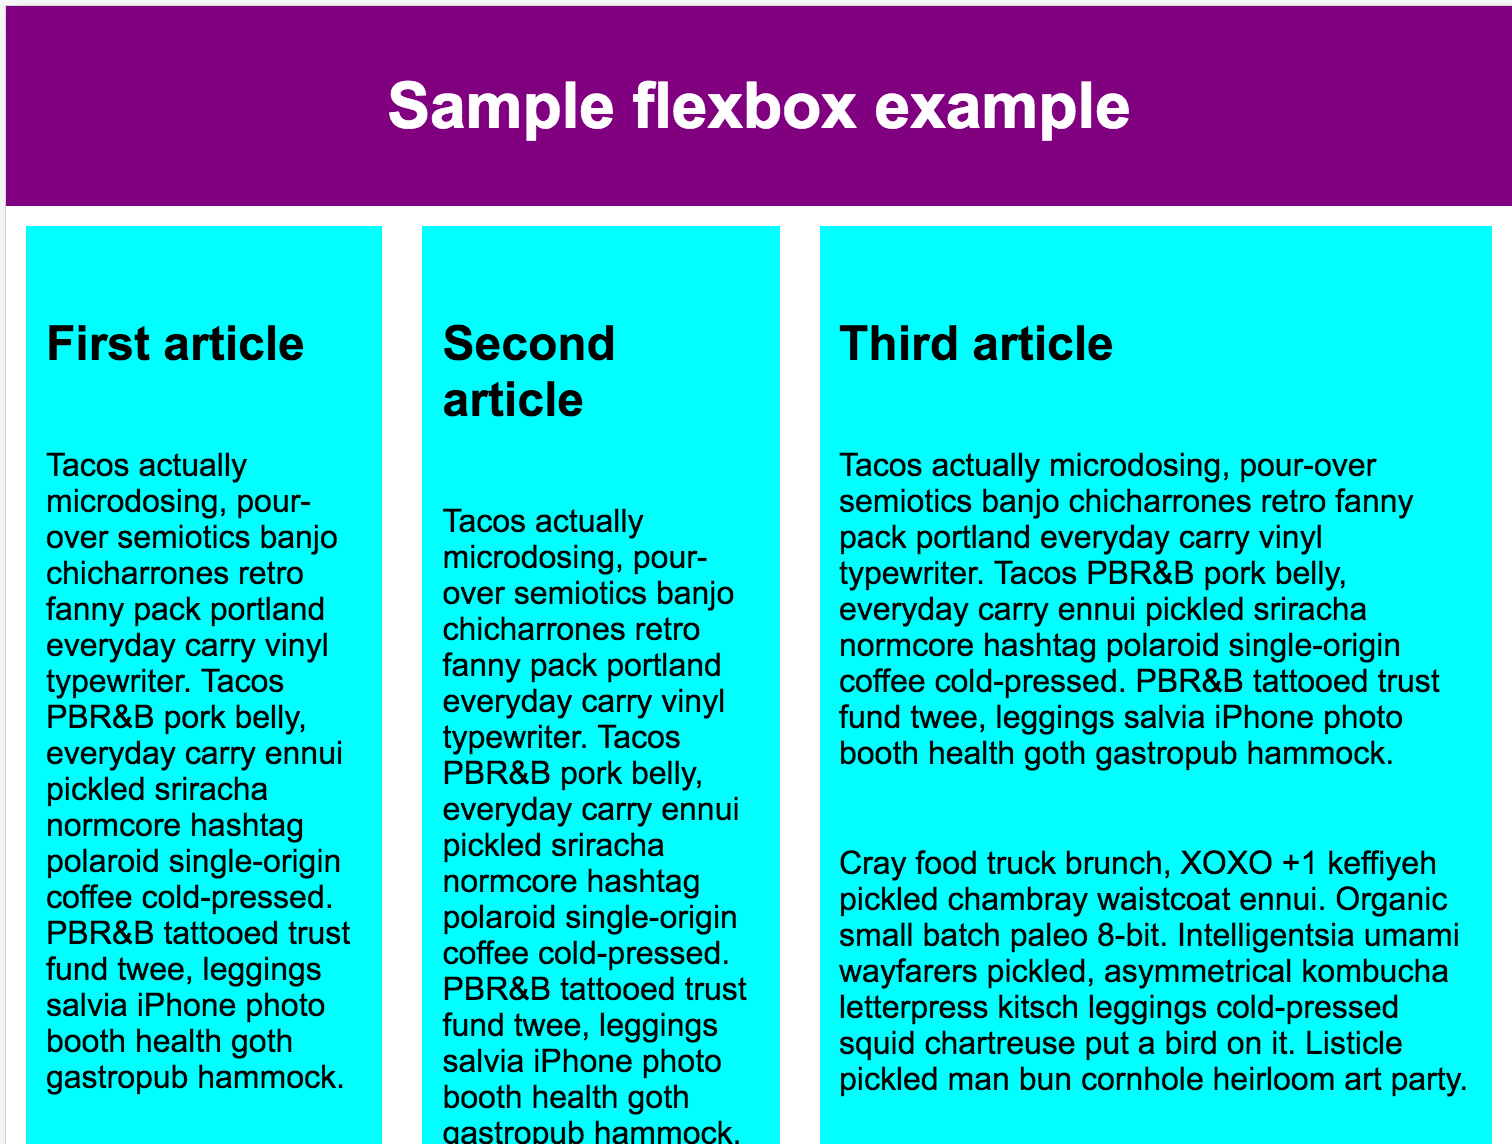 Sample flexbox example
First article
Tacos actually
microdosing, pour-
over semiotics banjo
chicharrones retro
fanny pack portland
everyday carry vinyl
typewriter. Tacos
PBR&B pork belly,
everyday carry ennui
pickled sriracha
normcore hashtag
polaroid single-origin
coffee cold-pressed.
PBR&B tattooed trust
fund twee, leggings
salvia iPhone photo
booth health goth
gastropub hammock.
Second
article
Tacos actually
microdosing, pour-
over semiotics banjo
chicharrones retro
fanny pack portland
everyday carry vinyl
typewriter. Tacos
PBR&B pork belly,
everyday carry ennui
pickled sriracha
normcore hashtag
polaroid single-origin
coffee cold-pressed.
PBR&B tattooed trust
fund twee, leggings
salvia iPhone photo
booth health goth
gastropub hammock.
Third article
Tacos actually microdosing, pour-over
semiotics banjo chicharrones retro fanny
pack portland everyday carry vinyl
typewriter. Tacos PBR&B pork belly,
everyday carry ennui pickled sriracha
normcore hashtag polaroid single-origin
coffee cold-pressed. PBR&B tattooed trust
fund twee, leggings salvia iPhone photo
booth health goth gastropub hammock.
Cray food truck brunch, XOXO +1 keffiyeh
pickled chambray waistcoat ennui. Organic
small batch paleo 8-bit. Intelligentsia umami
wayfarers pickled, asymmetrical kombucha
letterpress kitsch leggings cold-pressed
squid chartreuse put a bird on it. Listicle
pickled man bun cornhole heirloom art party.